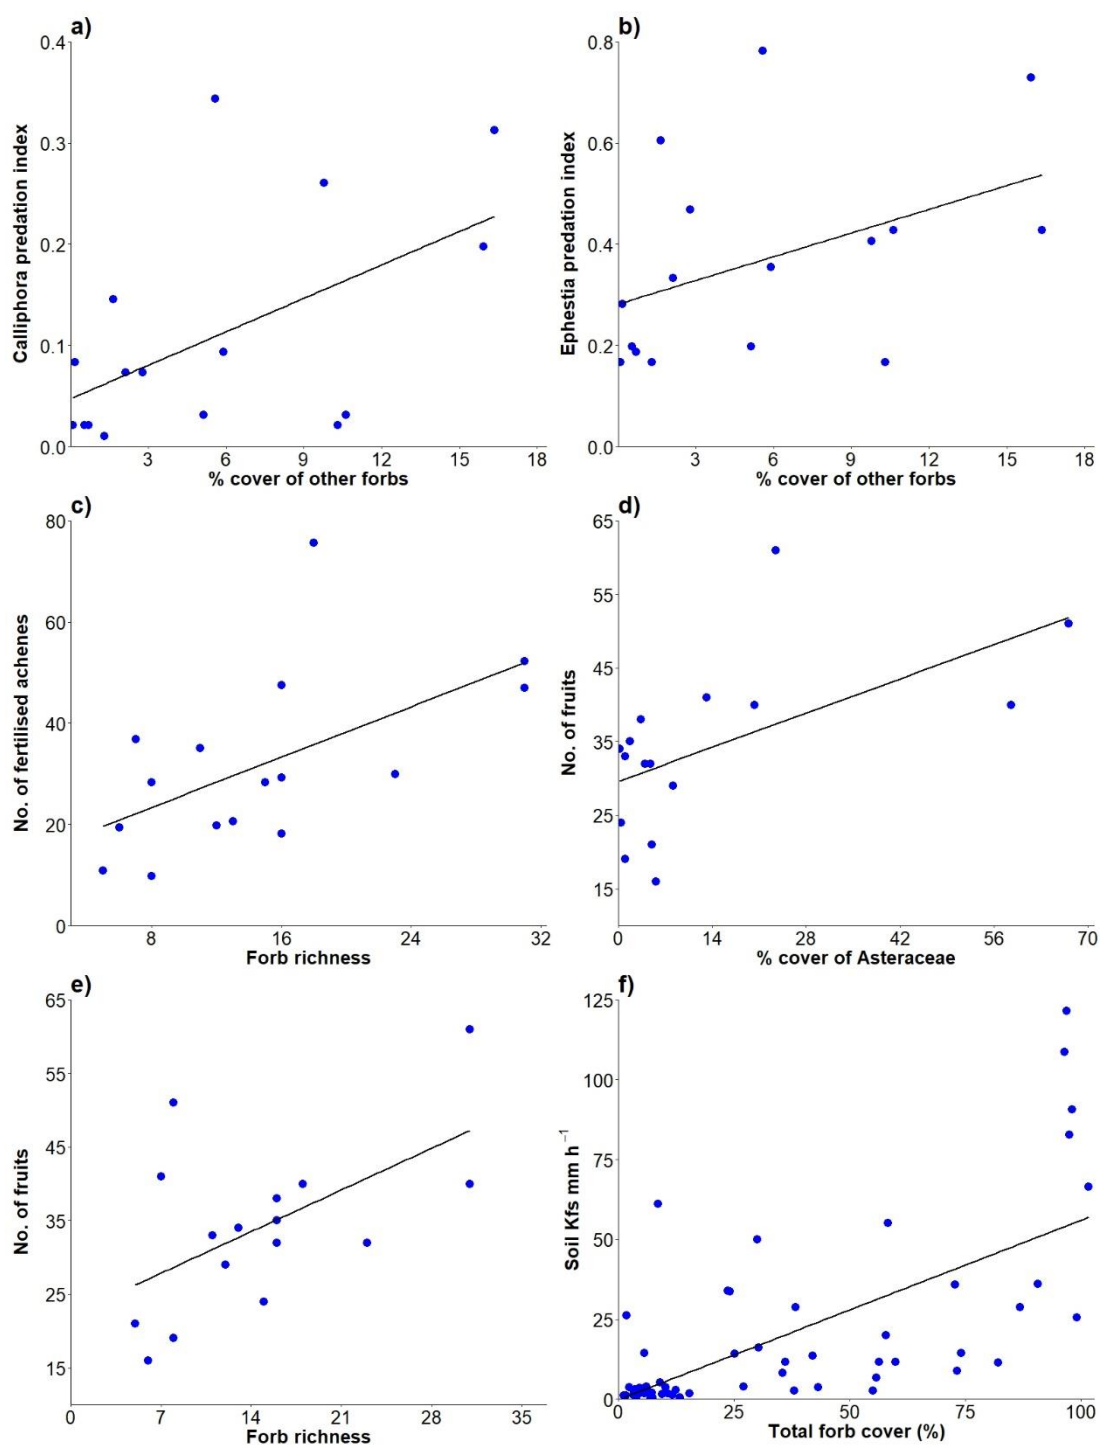 a)
0.4
0.3
0.2
0.1
0.0
Calliphora predation index
3 6 9 12 15 18
% cover of other forbs
b)
0.8
0.6
0.4
0.2
0.0
Ephestia predation index
3 6 9 12 15 18
% cover of other forbs
c)
80
60
40
20
0
No. of fertilised achenes
8 16 24 32
Forb richness
d)
65
55
45
35
25
15
No. of fruits
0 14 28 42 56 70
% cover of Asteraceae
e)
65
55
45
35
25
15
No. of fruits
0 7 14 21 28 35
Forb richness
f)
125
100
75
50
25
0
Soil Kfs mm h⁻¹
0 25 50 75 100
Total forb cover (%)